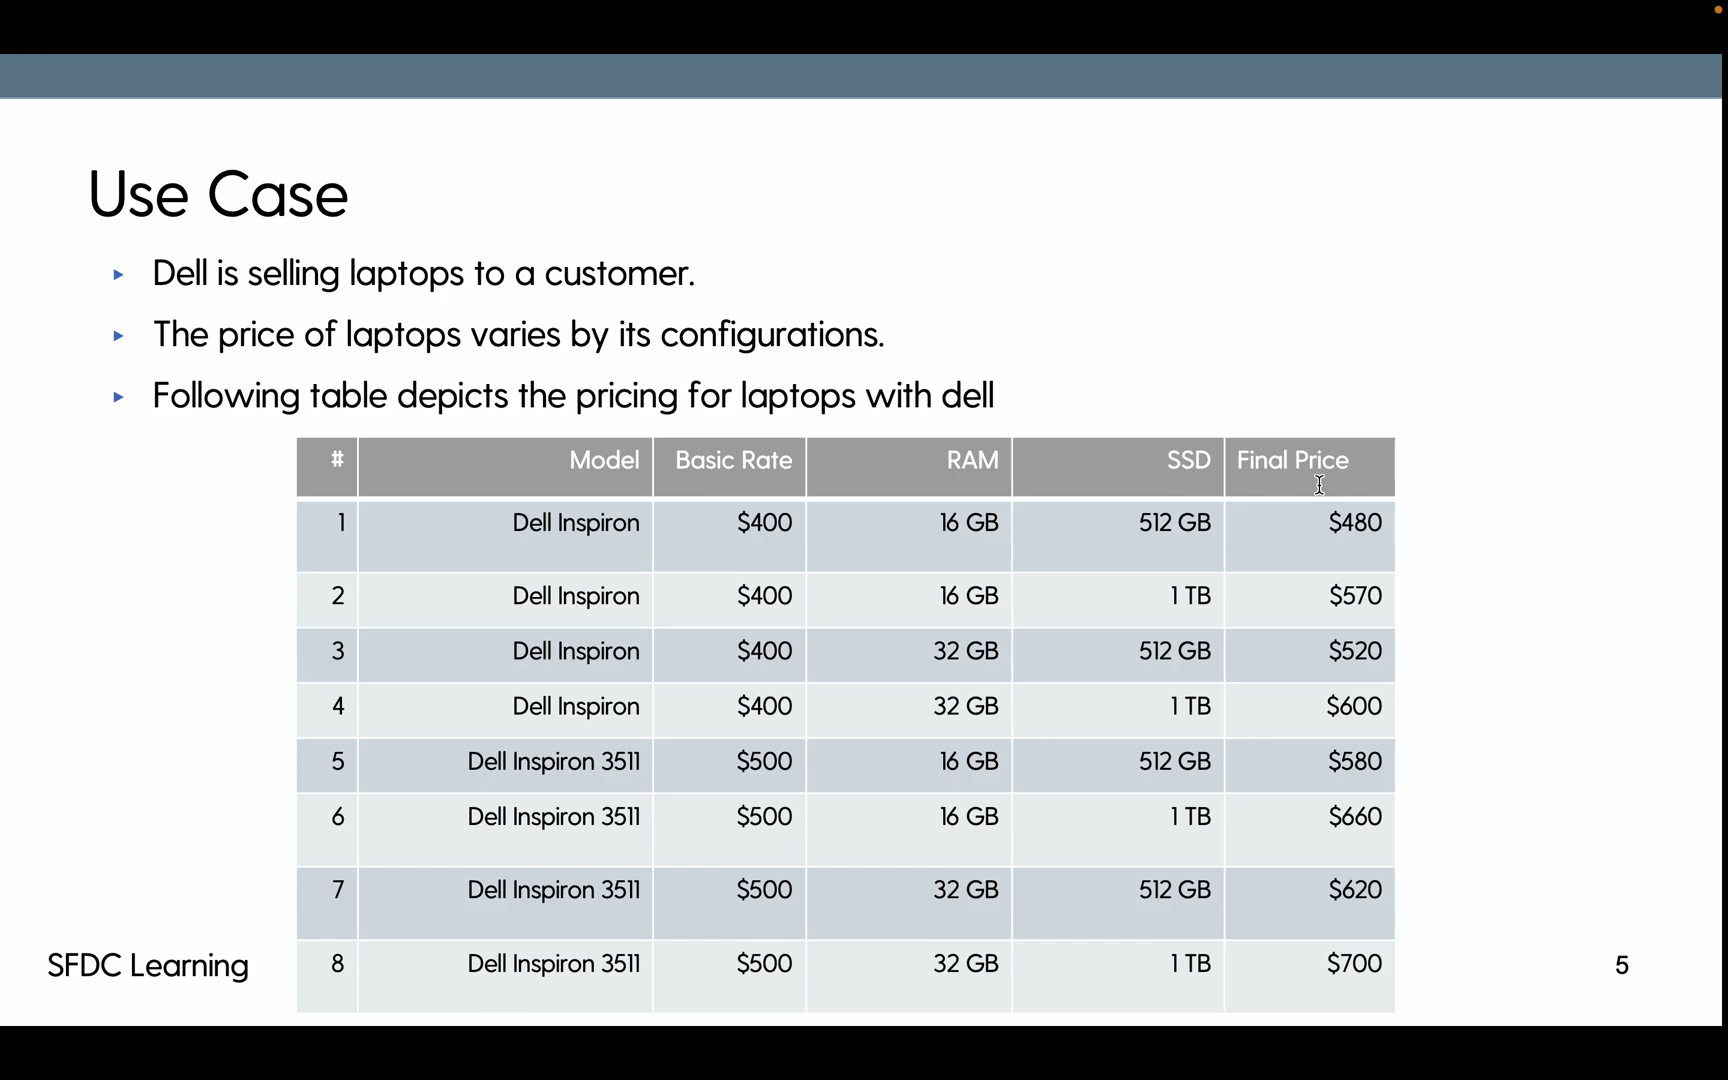 Use Case
Dell is selling laptops to a customer.
The price of laptops varies by its configurations.
Following table depicts the pricing for laptops with dell
# Model Basic Rate RAM SSD Final Price
1 Dell Inspiron $400 16 GB 512 GB $480
2 Dell Inspiron $400 16 GB 1 TB $570
3 Dell Inspiron $400 32 GB 512 GB $520
4 Dell Inspiron $400 32 GB 1 TB $600
5 Dell Inspiron 3511 $500 16 GB 512 GB $580
6 Dell Inspiron 3511 $500 16 GB 1 TB $660
7 Dell Inspiron 3511 $500 32 GB 512 GB $620
8 Dell Inspiron 3511 $500 32 GB 1 TB $700
SFDC Learning
5